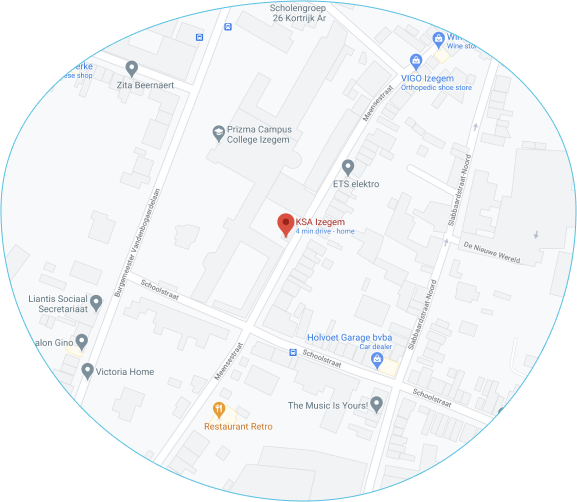 Scholengroep
26 Kortrijk Ar
Wine stor
erke
ese shop
Zita Beernaert
VIGO Izegem
Orthopedic shoe store
Meensestraat
Prizma Campus
College Izegem
ETS elektro
Slabbaardstraat-Noord
Burgemeester Vandenbogaerdelaan
KSA Izegem
4 min drive - home
De Nieuwe Wereld
Schoolstraat
Liantis Sociaal
Secretariaat
Slabbaardstraat-Noord
alon Gino
Holvoet Garage bvba
Car dealer
Meensestraat
Schoolstraat
Victoria Home
Schoolstraat
The Music Is Yours!
Restaurant Retro